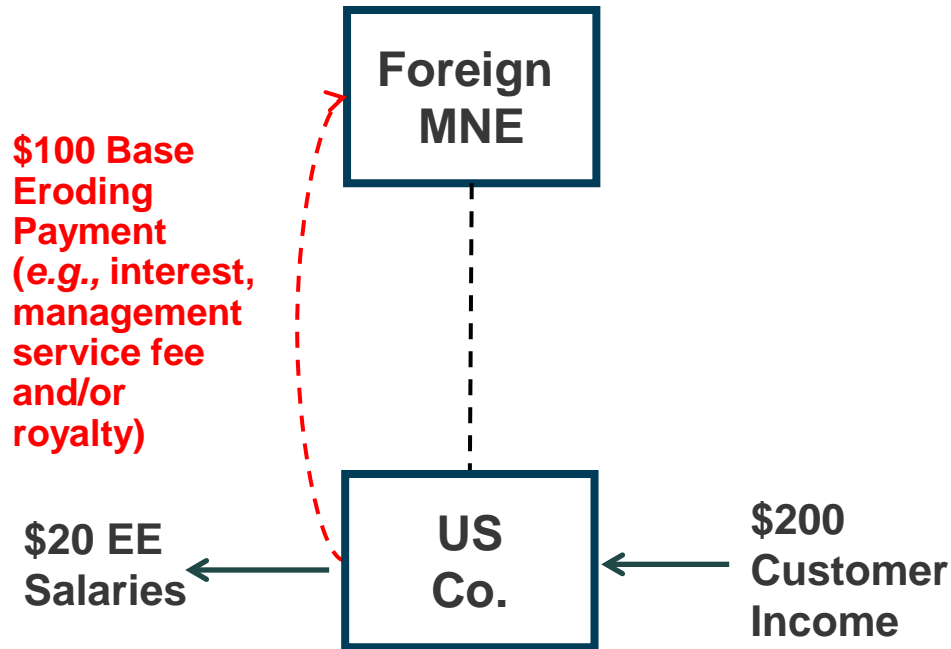 Foreign
MNE
$100 Base
Eroding
Payment
(e.g., interest,
management
service fee
and/or
royalty)
$20 EE
Salaries
US
Co.
$200
Customer
Income